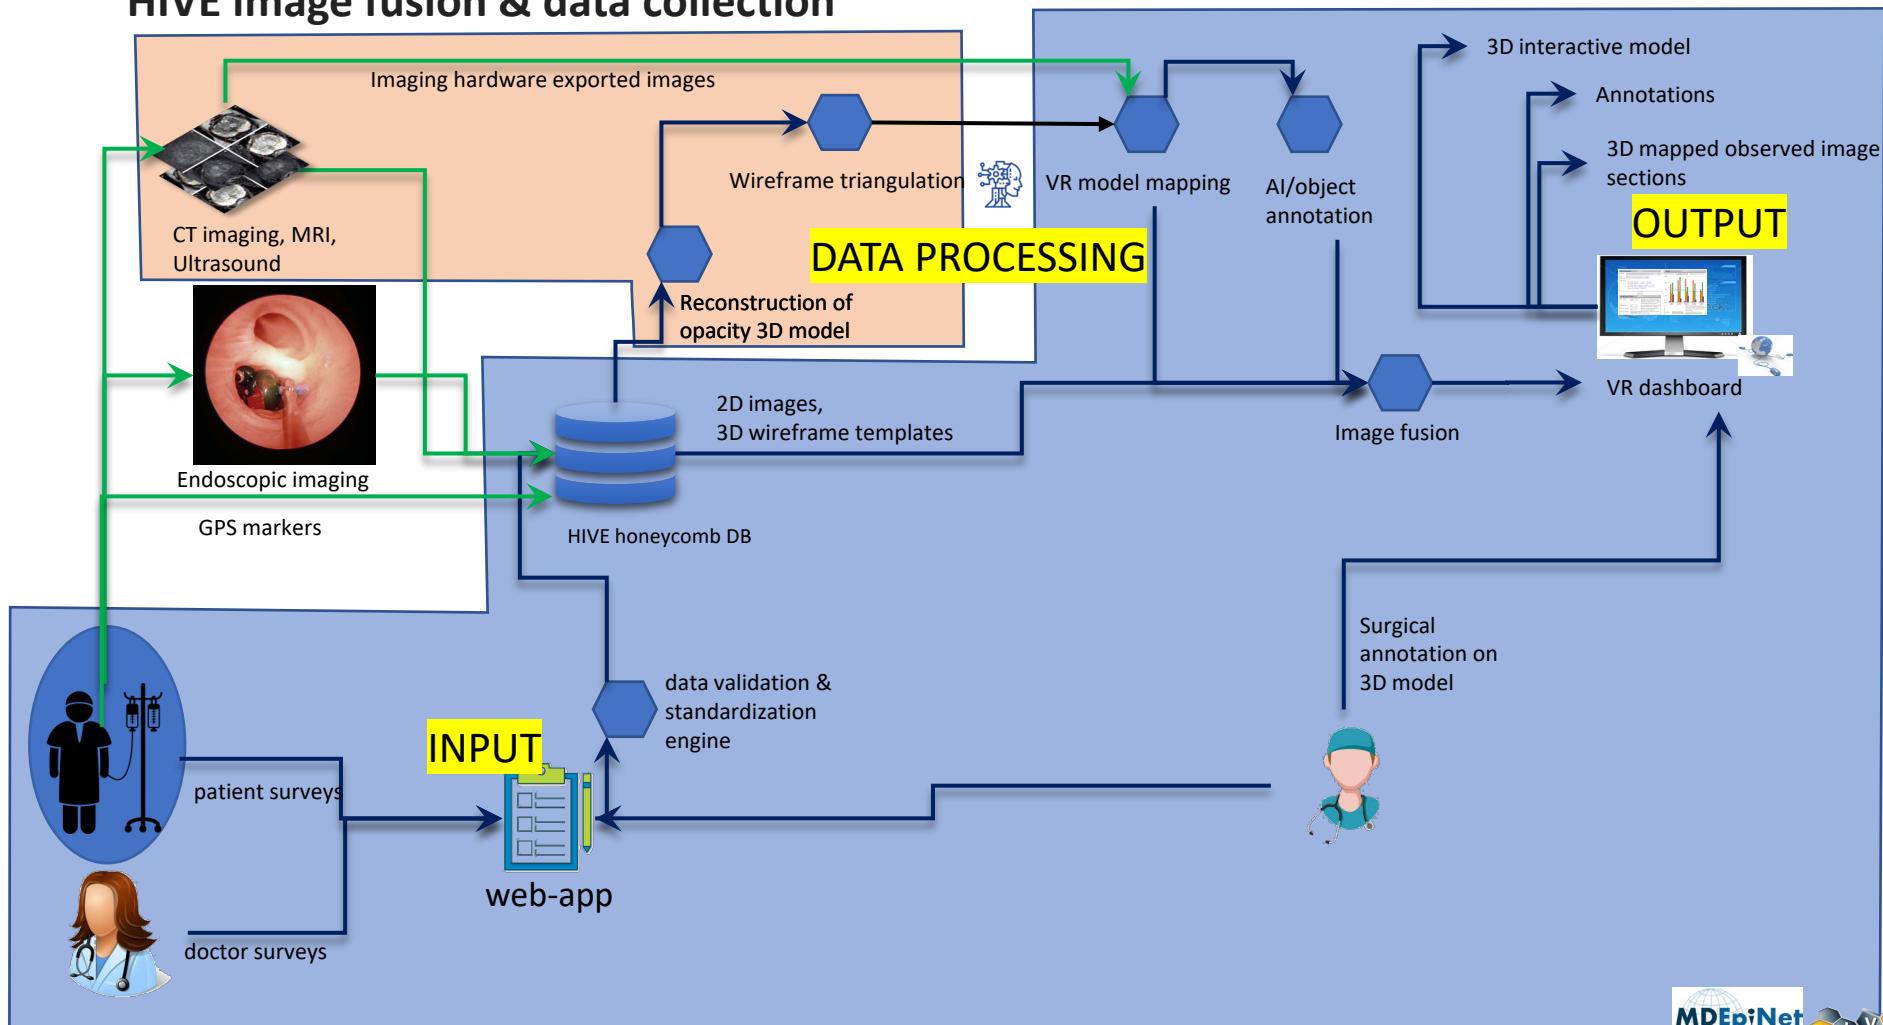 HIVE image fusion & data collection
Imaging hardware exported images
3D interactive model
Annotations
3D mapped observed image
sections
OUTPUT
Wireframe triangulation
VR model mapping
AI/object
annotation
CT imaging, MRI,
Ultrasound
DATA PROCESSING
Reconstruction of
opacity 3D model
2D images,
3D wireframe templates
VR dashboard
Image fusion
Endoscopic imaging
GPS markers
HIVE honeycomb DB
Surgical
annotation on
3D model
data validation &
standardization
engine
INPUT
patient surveys
web-app
doctor surveys
MDEpiNet